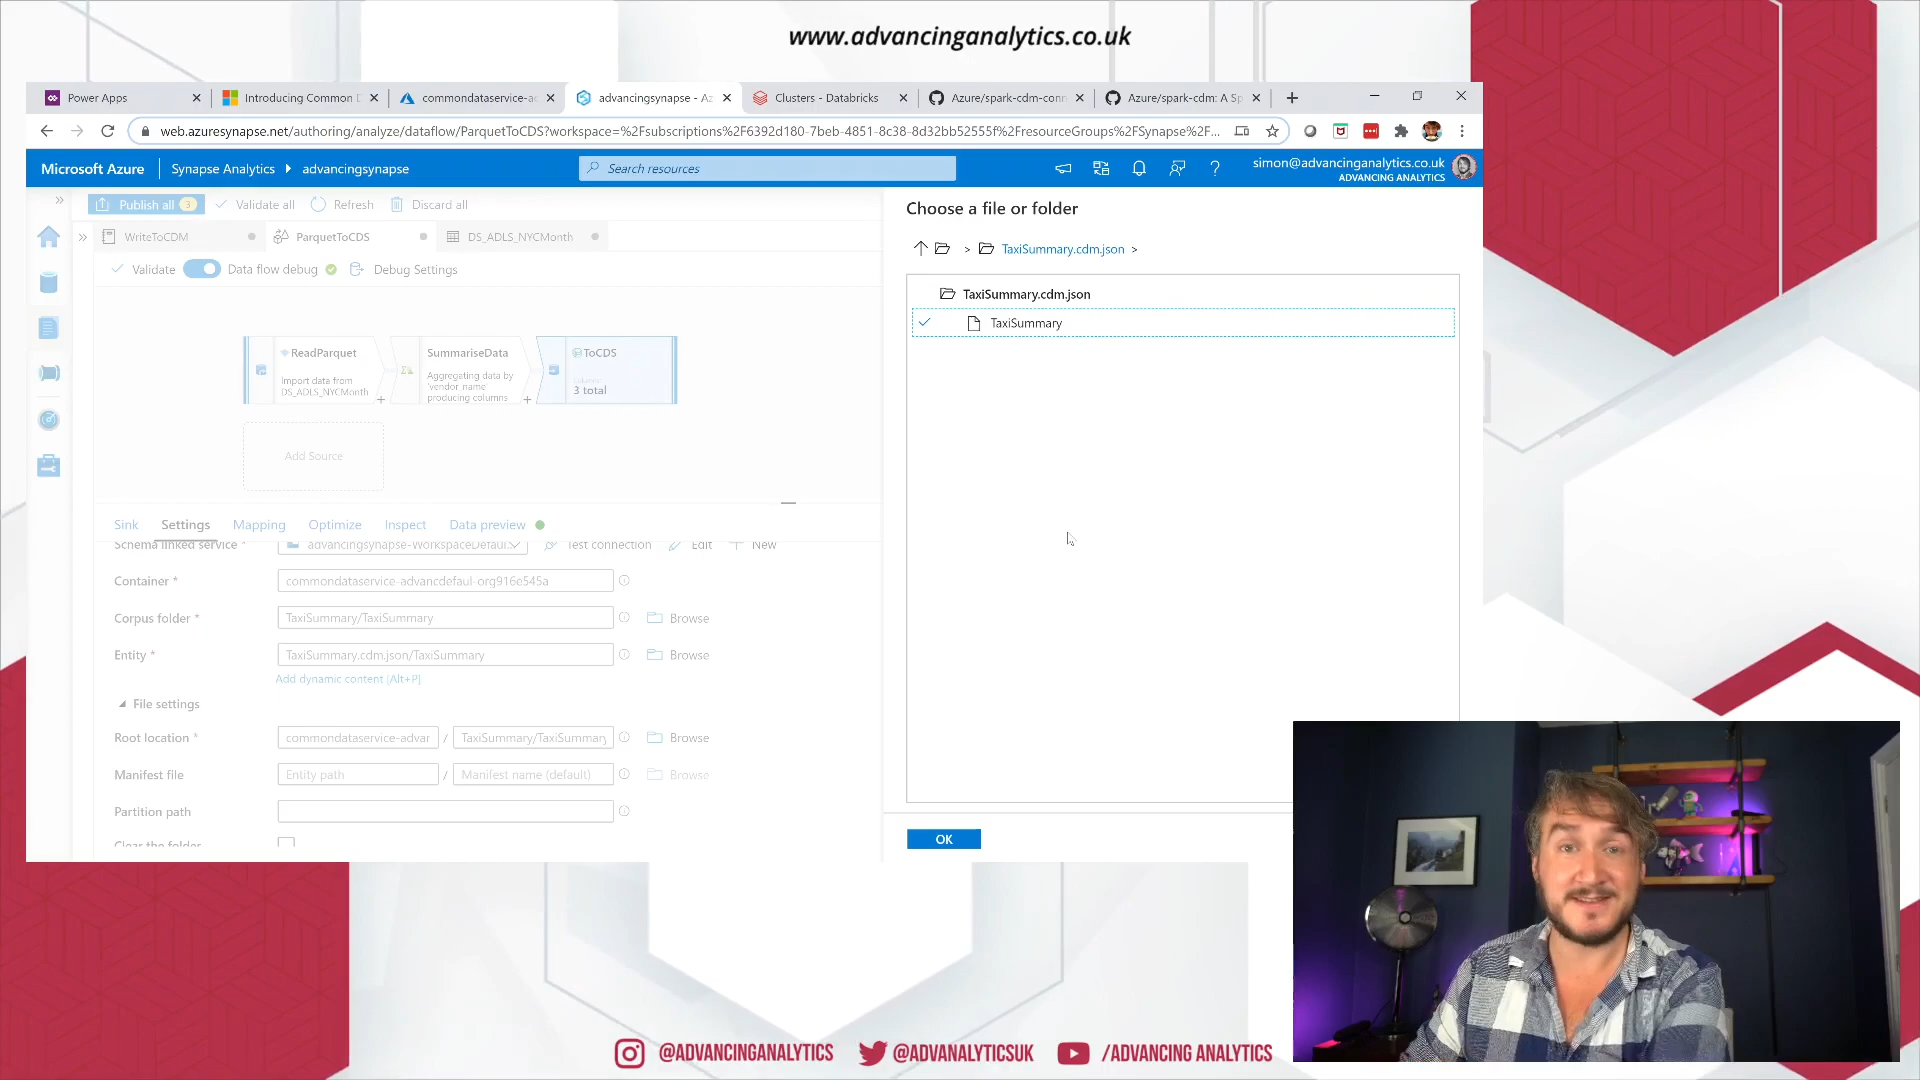 www.advancinganalytics.co.uk
Power Apps
Introducing Common D
commondataservice-ac
advancingsynapse - Az
Clusters - Databricks
Azure/spark-cdm-conn
Azure/spark-cdm: A Sp
web.azuresynapse.net/authoring/analyze/dataflow/ParquetToCDS?workspace=%2Fsubscriptions%2F6392d180-7beb-4851-8c38-8d32bb52555f%2FresourceGroups%2FSynapse%2F...
Microsoft Azure
Synapse Analytics
advancingsynapse
Search resources
simon@advancinganalytics.co.uk
ADVANCING ANALYTICS
Publish all 3
Validate all
Refresh
Discard all
WriteToCDM
ParquetToCDS
DS_ADLS_NYCMonth
Validate
Data flow debug
Debug Settings
ReadParquet
Import data from
DS_ADLS_NYCMonth
SummariseData
Aggregating data by
'vendor_name'
producing columns
ToCDS
Columns:
3 total
Add Source
Sink
Settings
Mapping
Optimize
Inspect
Data preview
Schema linked service *
advancingsynapse-WorkspaceDefaul...
Test connection
Edit
New
Container *
commondataservice-advancdefaul-org916e545a
Corpus folder *
TaxiSummary/TaxiSummary
Browse
Entity *
TaxiSummary.cdm.json/TaxiSummary
Browse
Add dynamic content [Alt+P]
File settings
Root location *
commondataservice-advar
/
TaxiSummary/TaxiSummary
Browse
Manifest file
Entity path
/
Manifest name (default)
Browse
Partition path
Clear the folder
Choose a file or folder
> TaxiSummary.cdm.json >
TaxiSummary.cdm.json
TaxiSummary
OK
@ADVANCINGANALYTICS
@ADVANALYTICSUK
/ADVANCING ANALYTICS